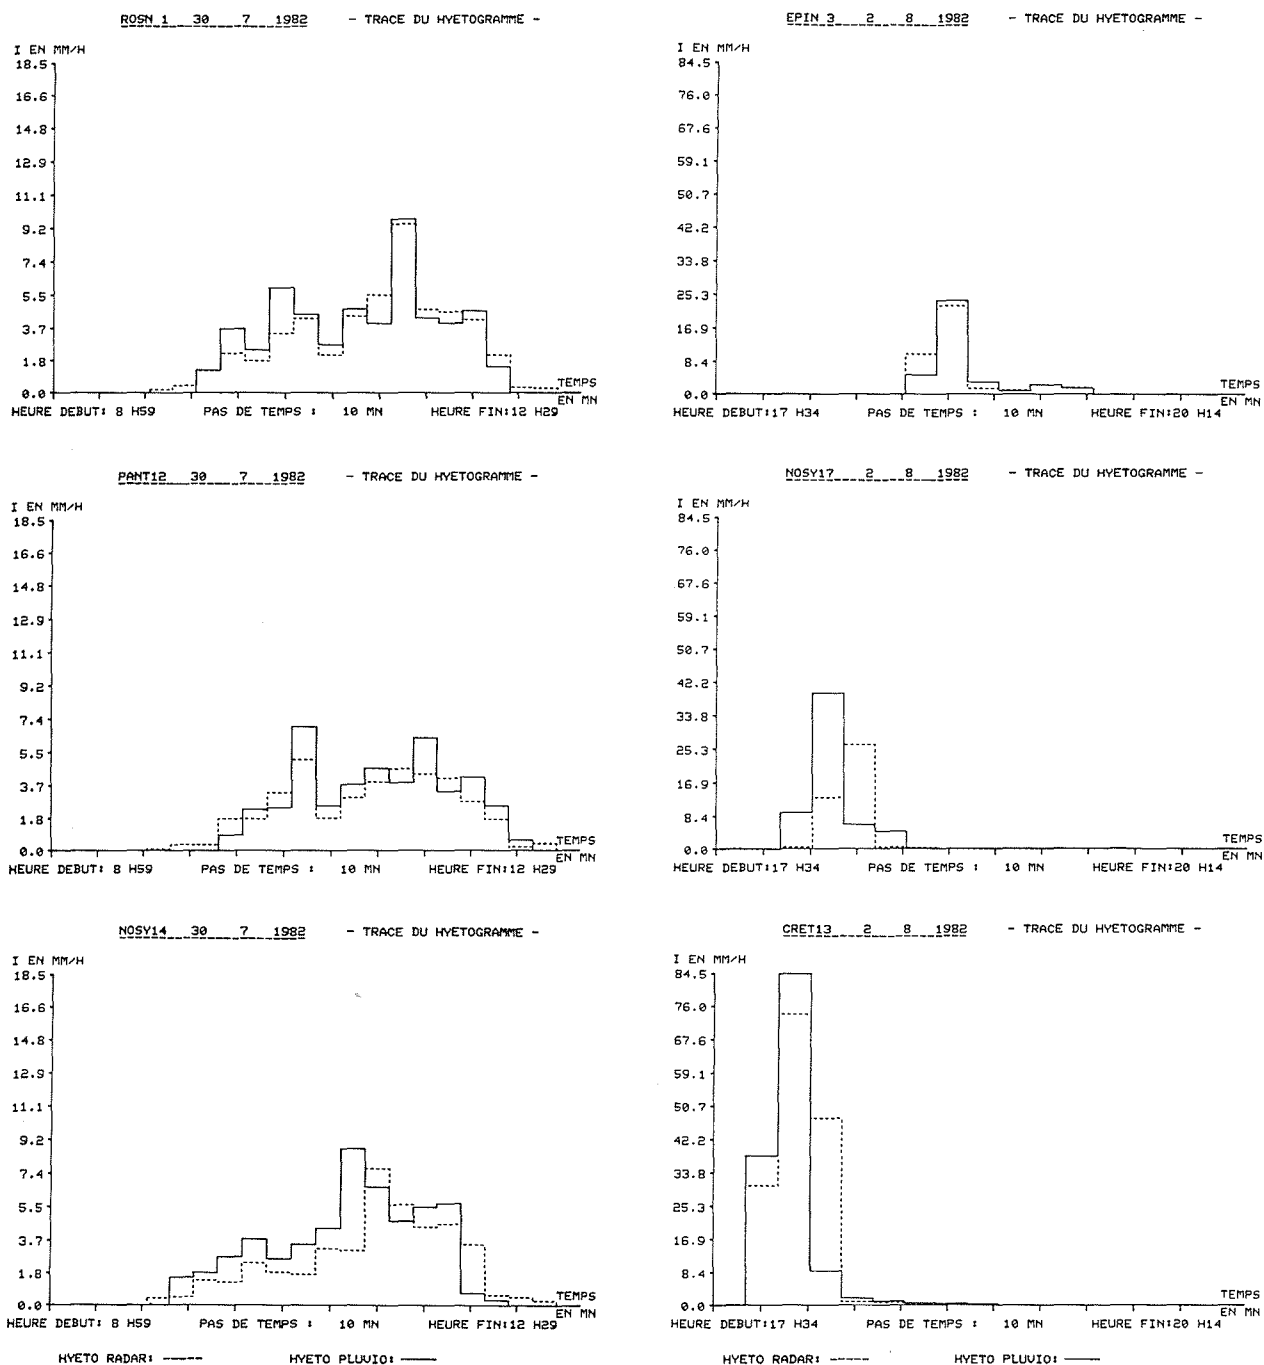 ROSN 1 30 7 1982 - TRACE DU HYETOGRAMME -
I EN MM/H
18.5
16.6
14.8
12.9
11.1
9.2
7.4
5.5
3.7
1.8
0.0
TEMPS
EN MN
HEURE DEBUT: 8 H59 PAS DE TEMPS : 10 MN HEURE FIN:12 H29
EPIN 3 2 8 1982 - TRACE DU HYETOGRAMME -
I EN MM/H
84.5
76.0
67.6
59.1
50.7
42.2
33.8
25.3
16.9
8.4
0.0
TEMPS
EN MN
HEURE DEBUT:17 H34 PAS DE TEMPS : 10 MN HEURE FIN:20 H14
PANT12 30 7 1982 - TRACE DU HYETOGRAMME -
I EN MM/H
18.5
16.6
14.8
12.9
11.1
9.2
7.4
5.5
3.7
1.8
0.0
TEMPS
EN MN
HEURE DEBUT: 8 H59 PAS DE TEMPS : 10 MN HEURE FIN:12 H29
NOSY17 2 8 1982 - TRACE DU HYETOGRAMME -
I EN MM/H
84.5
76.0
67.6
59.1
50.7
42.2
33.8
25.3
16.9
8.4
0.0
TEMPS
EN MN
HEURE DEBUT:17 H34 PAS DE TEMPS : 10 MN HEURE FIN:20 H14
NOSY14 30 7 1982 - TRACE DU HYETOGRAMME -
I EN MM/H
18.5
16.6
14.8
12.9
11.1
9.2
7.4
5.5
3.7
1.8
0.0
TEMPS
EN MN
HEURE DEBUT: 8 H59 PAS DE TEMPS : 10 MN HEURE FIN:12 H29
HYETO RADAR: ----- HYETO PLUVIO: ——
CRET13 2 8 1982 - TRACE DU HYETOGRAMME -
I EN MM/H
84.5
76.0
67.6
59.1
50.7
42.2
33.8
25.3
16.9
8.4
0.0
TEMPS
EN MN
HEURE DEBUT:17 H34 PAS DE TEMPS : 10 MN HEURE FIN:20 H14
HYETO RADAR: ----- HYETO PLUVIO: ——